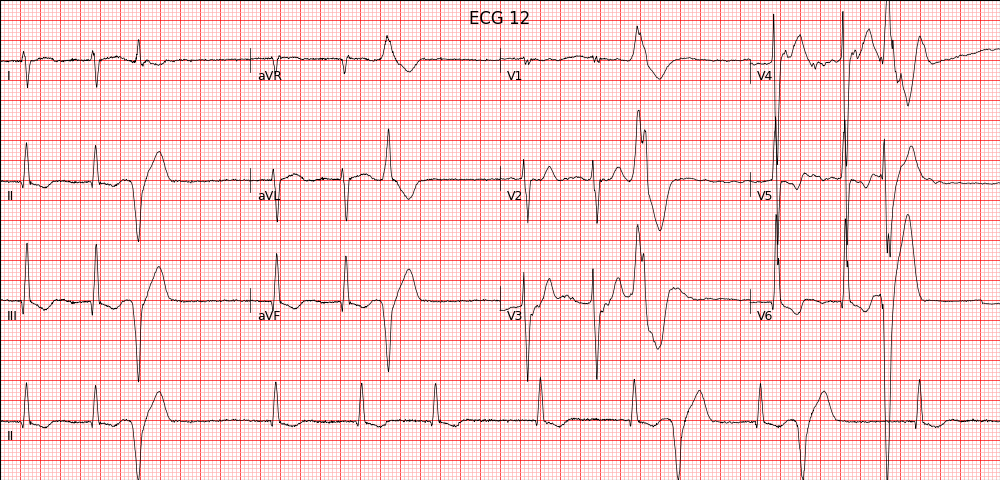 ECG 12
I aVR V1 V4
II aVL V2 V5
III aVF V3 V6
II